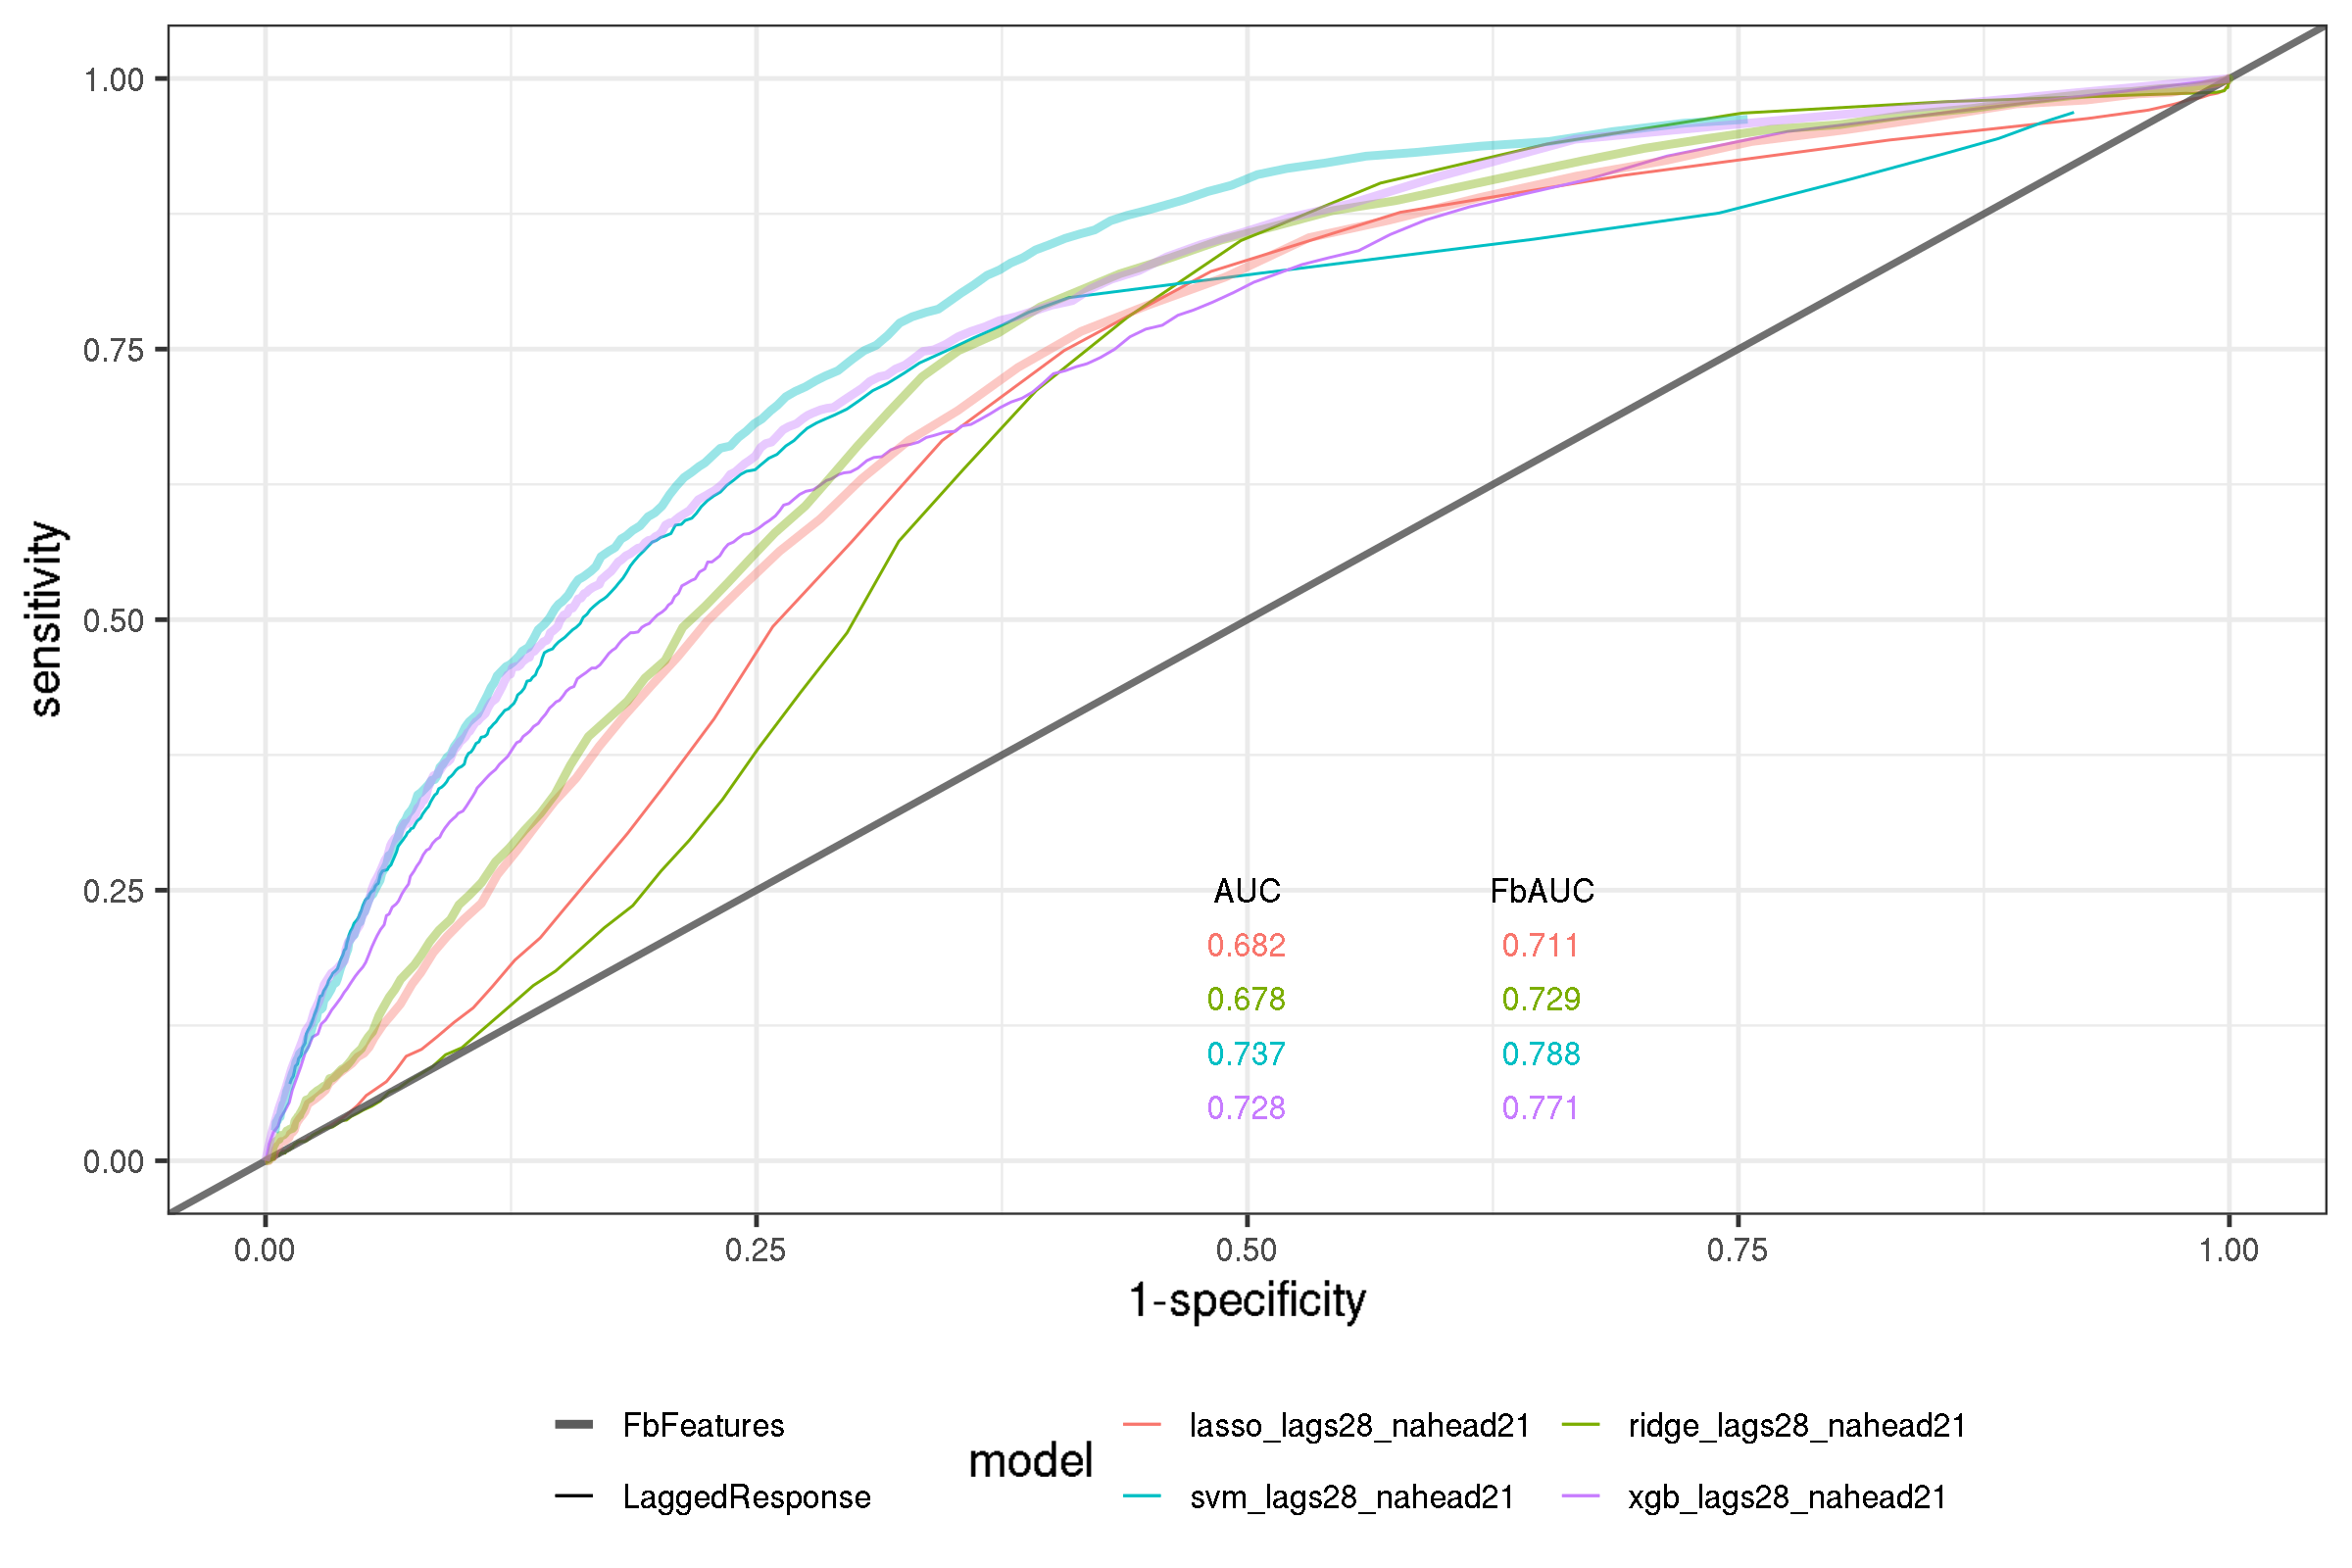 1.00
0.75
0.50
0.25
0.00
sensitivity
AUC FbAUC
0.682 0.711
0.678 0.729
0.737 0.788
0.728 0.771
0.00 0.25 0.50 0.75 1.00
1-specificity
FbFeatures
LaggedResponse
model
lasso_lags28_nahead21 ridge_lags28_nahead21
svm_lags28_nahead21 xgb_lags28_nahead21